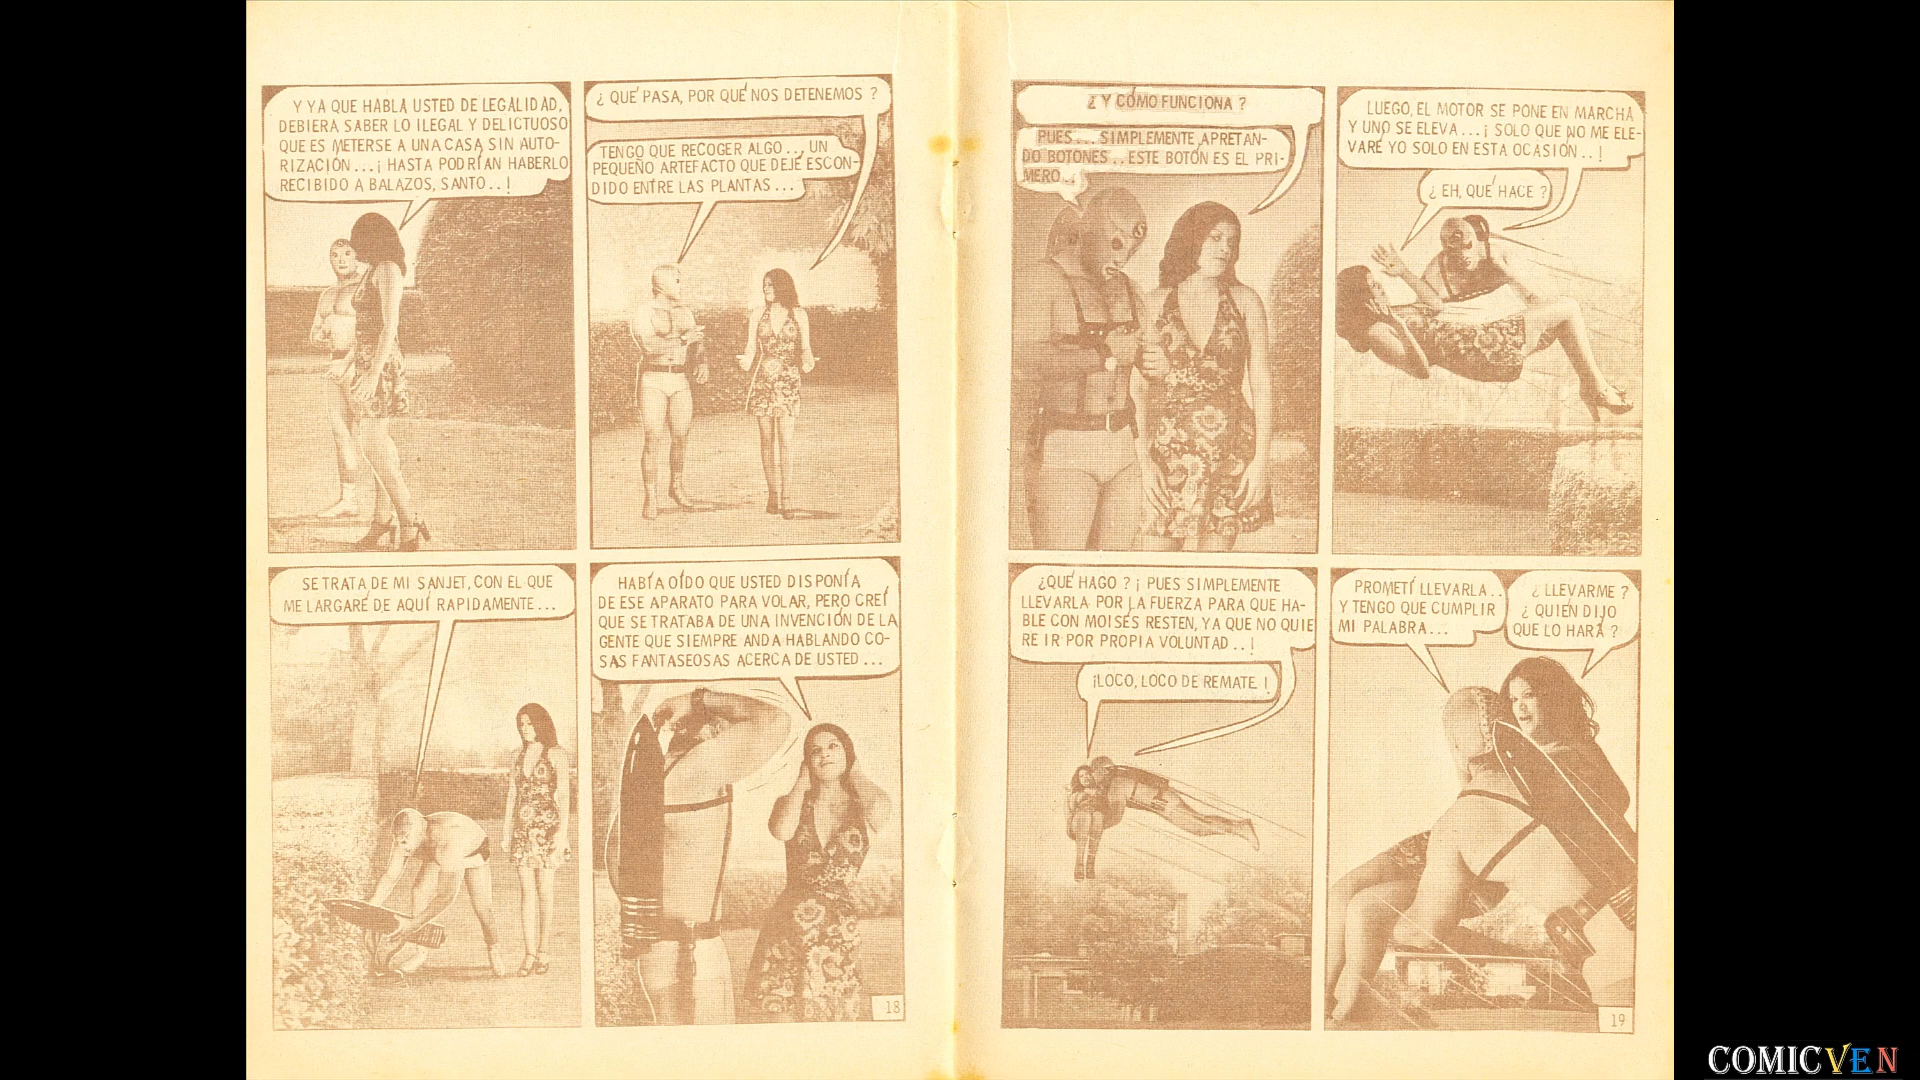 Y YA QUE HABLA USTED DE LEGALIDAD,
DEBIERA SABER LO ILEGAL Y DELICTUOSO
QUE ES METERSE A UNA CASA SIN AUTO-
RIZACIÓN...¡ HASTA PODRÍAN HABERLO
RECIBIDO A BALAZOS, SANTO..!
¿ QUÉ PASA, POR QUÉ NOS DETENEMOS ?
TENGO QUE RECOGER ALGO... UN
PEQUEÑO ARTEFACTO QUE DEJÉ ESCON-
DIDO ENTRE LAS PLANTAS...
SE TRATA DE MI SANJET, CON EL QUE
ME LARGARÉ DE AQUÍ RAPIDAMENTE...
HABÍA OÍDO QUE USTED DISPONÍA
DE ESE APARATO PARA VOLAR, PERO CREÍ
QUE SE TRATABA DE UNA INVENCIÓN DE LA
GENTE QUE SIEMPRE ANDA HABLANDO CO-
SAS FANTASEOSAS ACERCA DE USTED...
18
¿ Y CÓMO FUNCIONA ?
PUES... SIMPLEMENTE APRETAN-
DO BOTONES.. ESTE BOTÓN ES EL PRI-
MERO..
LUEGO, EL MOTOR SE PONE EN MARCHA
Y UNO SE ELEVA...¡ SOLO QUE NO ME ELE-
VARÉ YO SOLO EN ESTA OCASIÓN..!
¿ EH, QUÉ HACE ?
¿QUÉ HAGO ? ¡ PUES SIMPLEMENTE
LLEVARLA POR LA FUERZA PARA QUE HA-
BLE CON MOISÉS RESTEN, YA QUE NO QUIE
RE IR POR PROPIA VOLUNTAD..!
¡LOCO, LOCO DE REMATE !
PROMETÍ LLEVARLA..
Y TENGO QUE CUMPLIR
MI PALABRA...
¿ LLEVARME ?
¿ QUIÉN DIJO
QUE LO HARÁ ?
19
COMICVEN